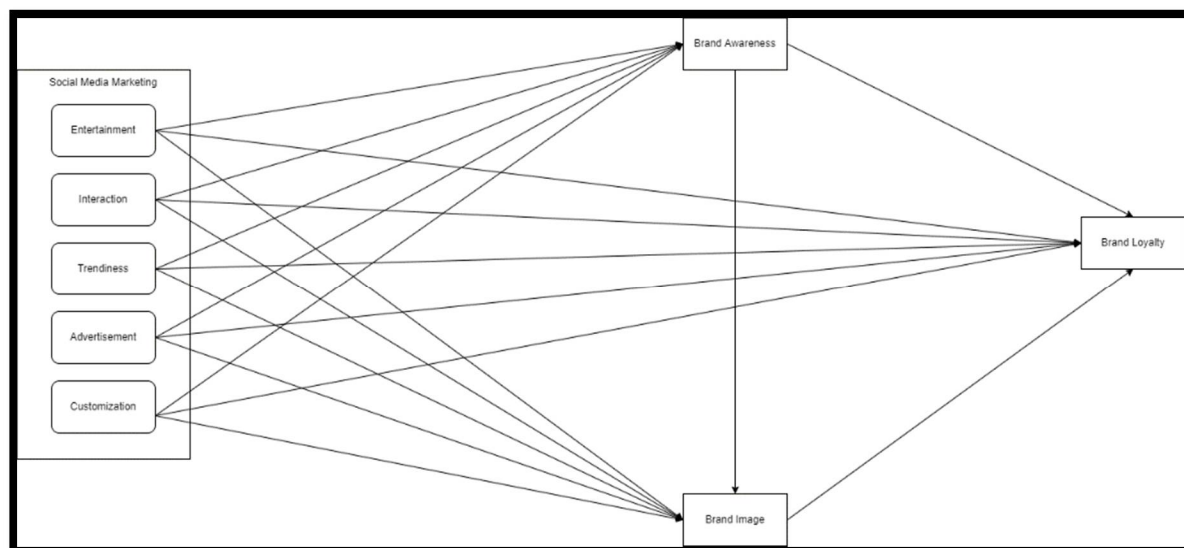 Brand Awareness
Social Media Marketing
Entertainment
Interaction
Trendiness
Advertisement
Customization
Brand Loyalty
Brand Image